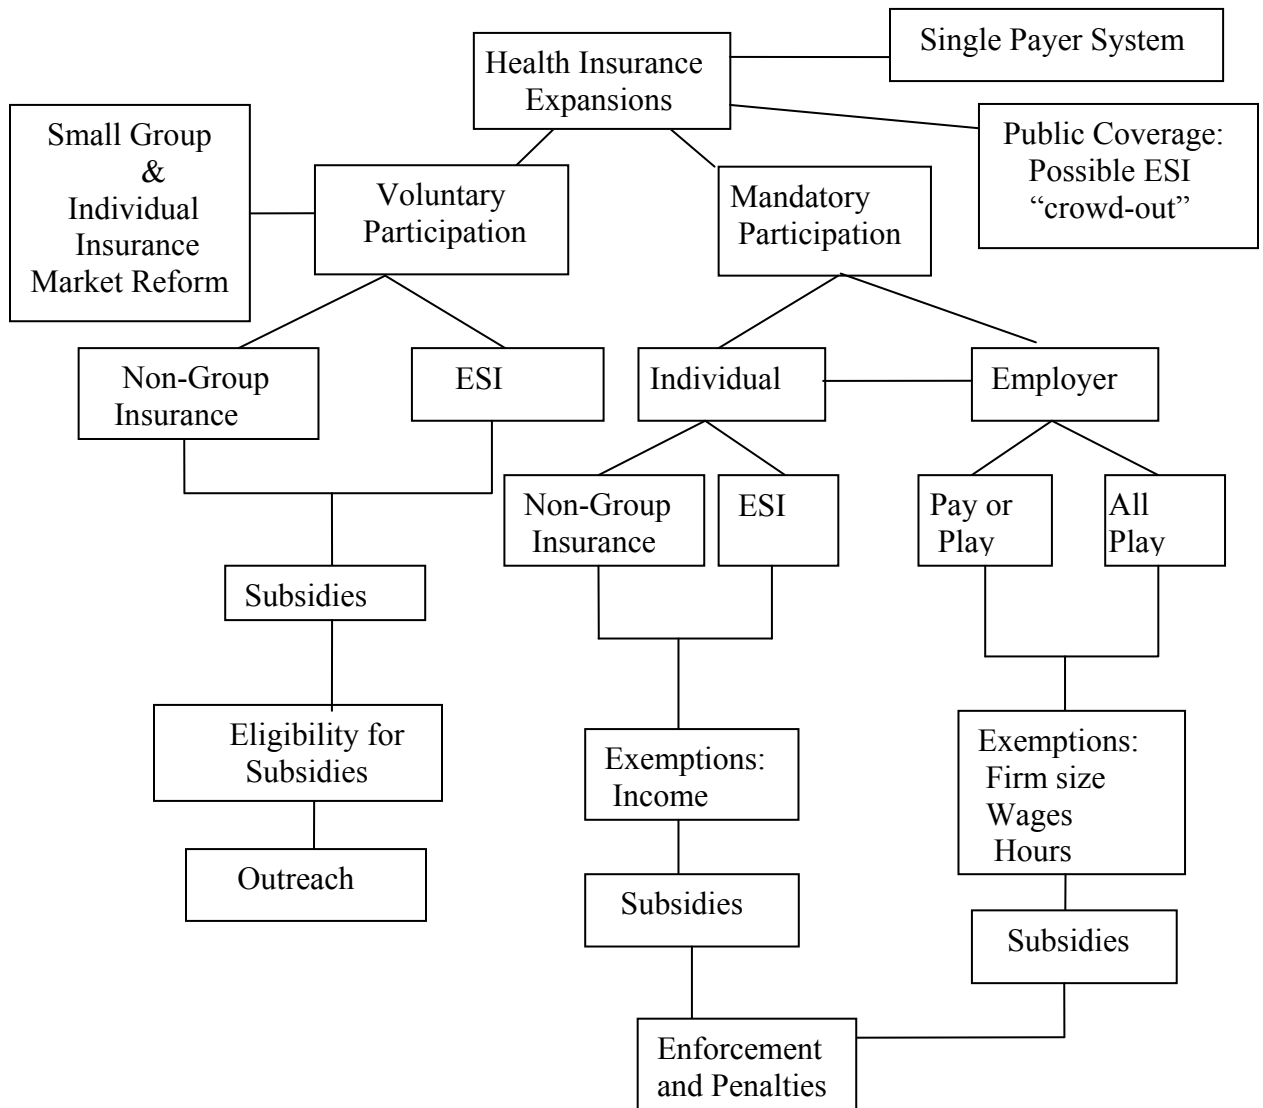 Single Payer System
Health Insurance
Expansions
Small Group
&
Individual
Insurance
Market Reform
Public Coverage:
Possible ESI
“crowd-out”
Voluntary
Participation
Mandatory
Participation
Non-Group
Insurance
ESI
Individual
Employer
Non-Group
Insurance
ESI
Pay or
Play
All
Play
Subsidies
Eligibility for
Subsidies
Outreach
Exemptions:
Income
Subsidies
Exemptions:
Firm size
Wages
Hours
Subsidies
Enforcement
and Penalties